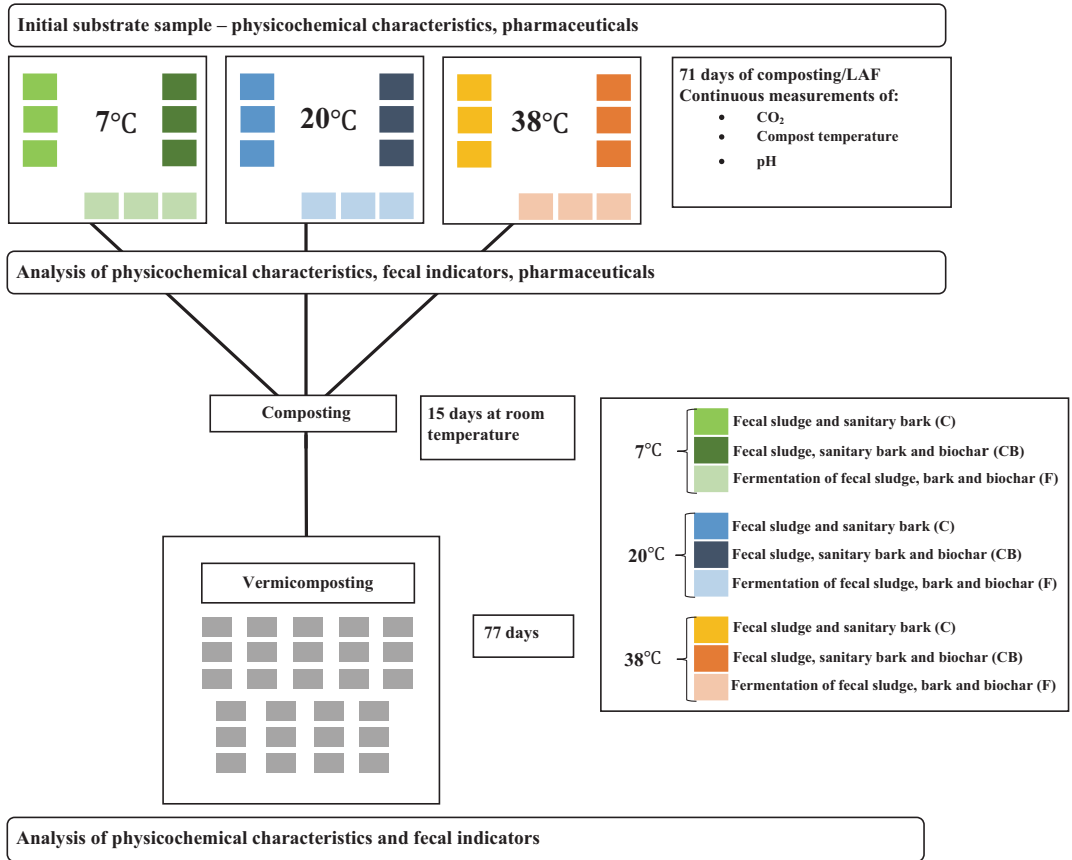 Initial substrate sample – physicochemical characteristics, pharmaceuticals
7°C
20°C
38°C
71 days of composting/LAF
Continuous measurements of:
• CO₂
• Compost temperature
• pH
Analysis of physicochemical characteristics, fecal indicators, pharmaceuticals
Composting
15 days at room
temperature
Vermicomposting
77 days
7°C
Fecal sludge and sanitary bark (C)
Fecal sludge, sanitary bark and biochar (CB)
Fermentation of fecal sludge, bark and biochar (F)
20°C
Fecal sludge and sanitary bark (C)
Fecal sludge, sanitary bark and biochar (CB)
Fermentation of fecal sludge, bark and biochar (F)
38°C
Fecal sludge and sanitary bark (C)
Fecal sludge, sanitary bark and biochar (CB)
Fermentation of fecal sludge, bark and biochar (F)
Analysis of physicochemical characteristics and fecal indicators